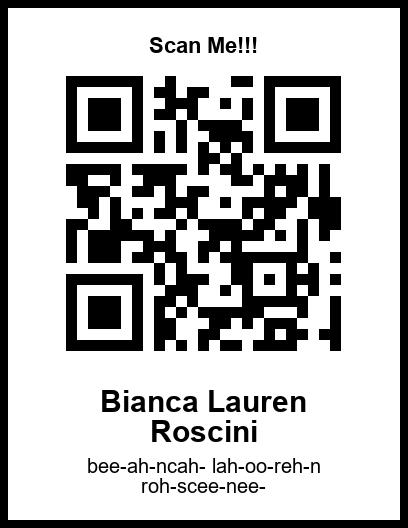 Scan Me!!!
Bianca Lauren
Roscini
bee-ah-ncah- lah-oo-reh-n
roh-scee-nee-